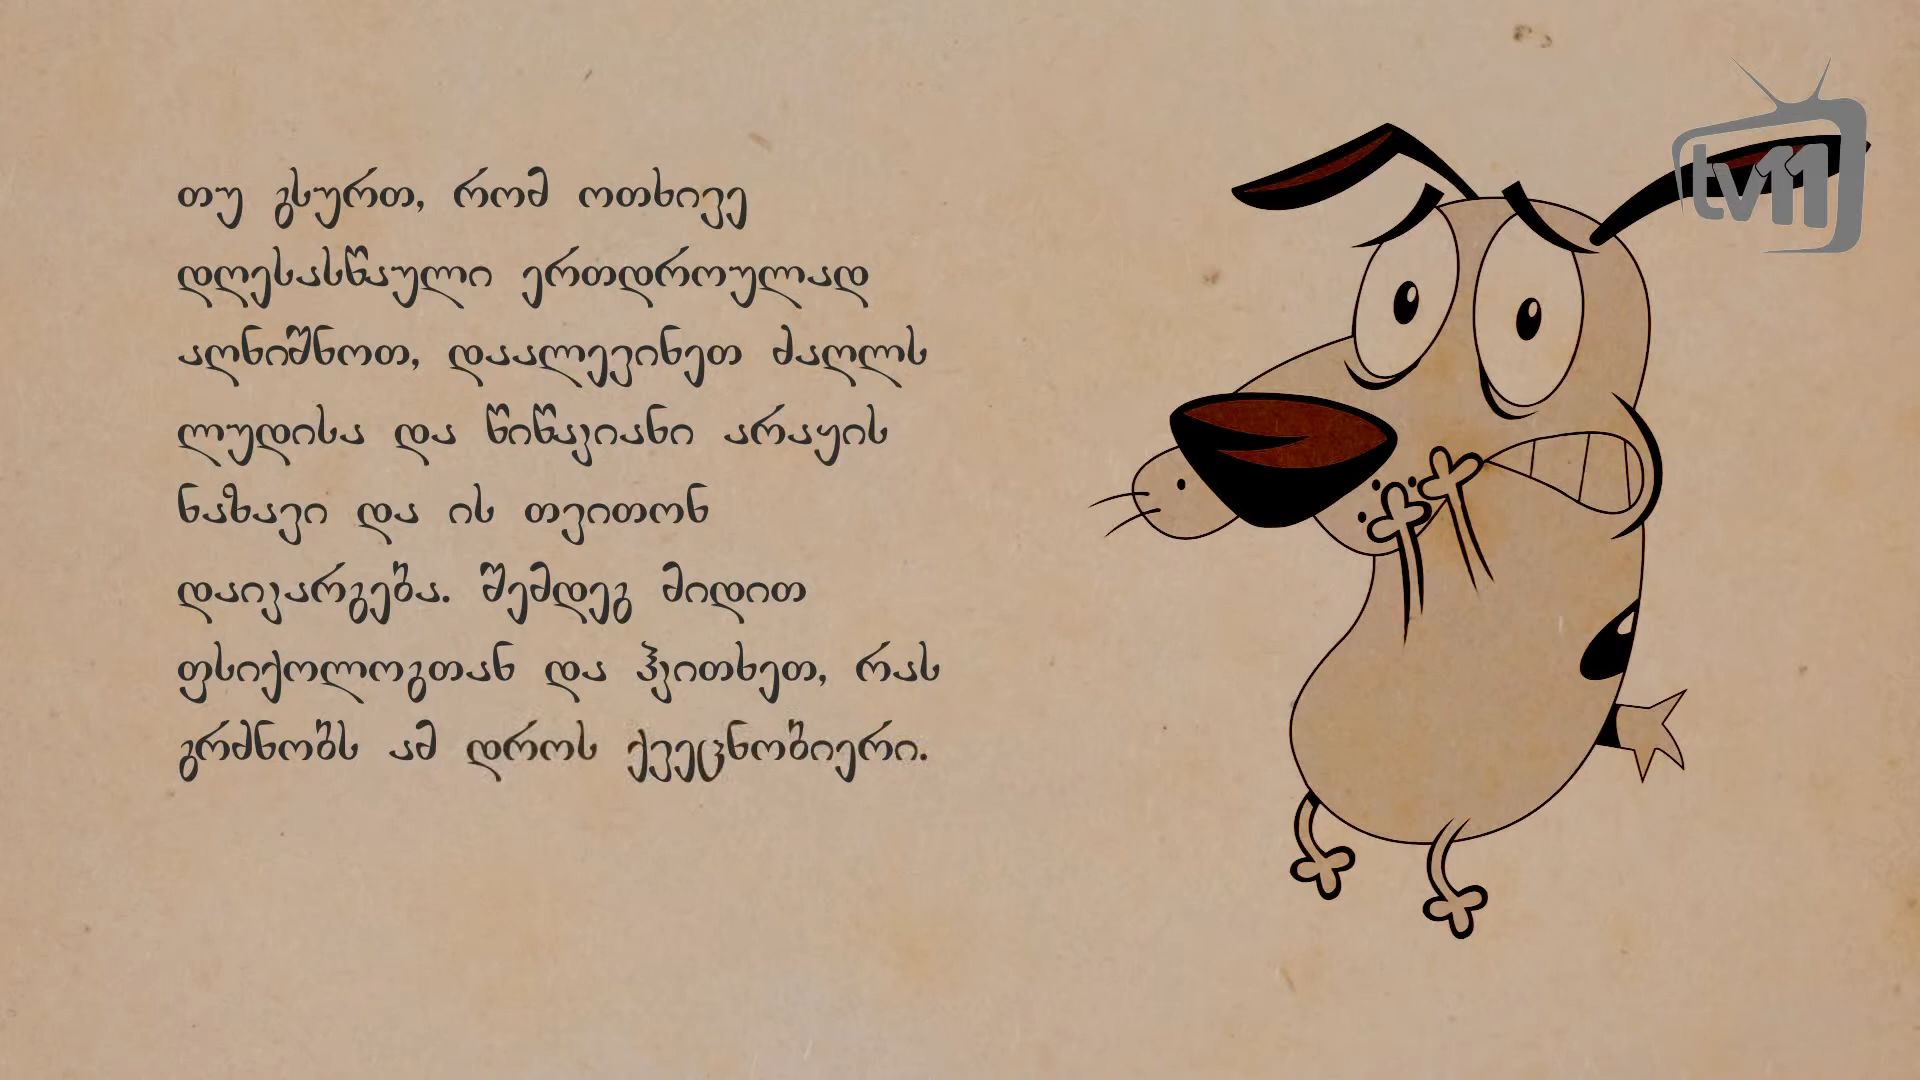 თუ გსურთ, რომ ოთხივე
დღესასწაული ერთდროულად
აღნიშნოთ, დაალევინეთ ძაღლს
ლუდისა და წიწაკიანი არაყის
ნაზავი და ის თვითონ
დაიკარგება. შემდეგ მიდით
ფსიქოლოგთან და ჰკითხეთ, რას
გრძნობს ამ დროს ქვეცნობიერი.
tv11